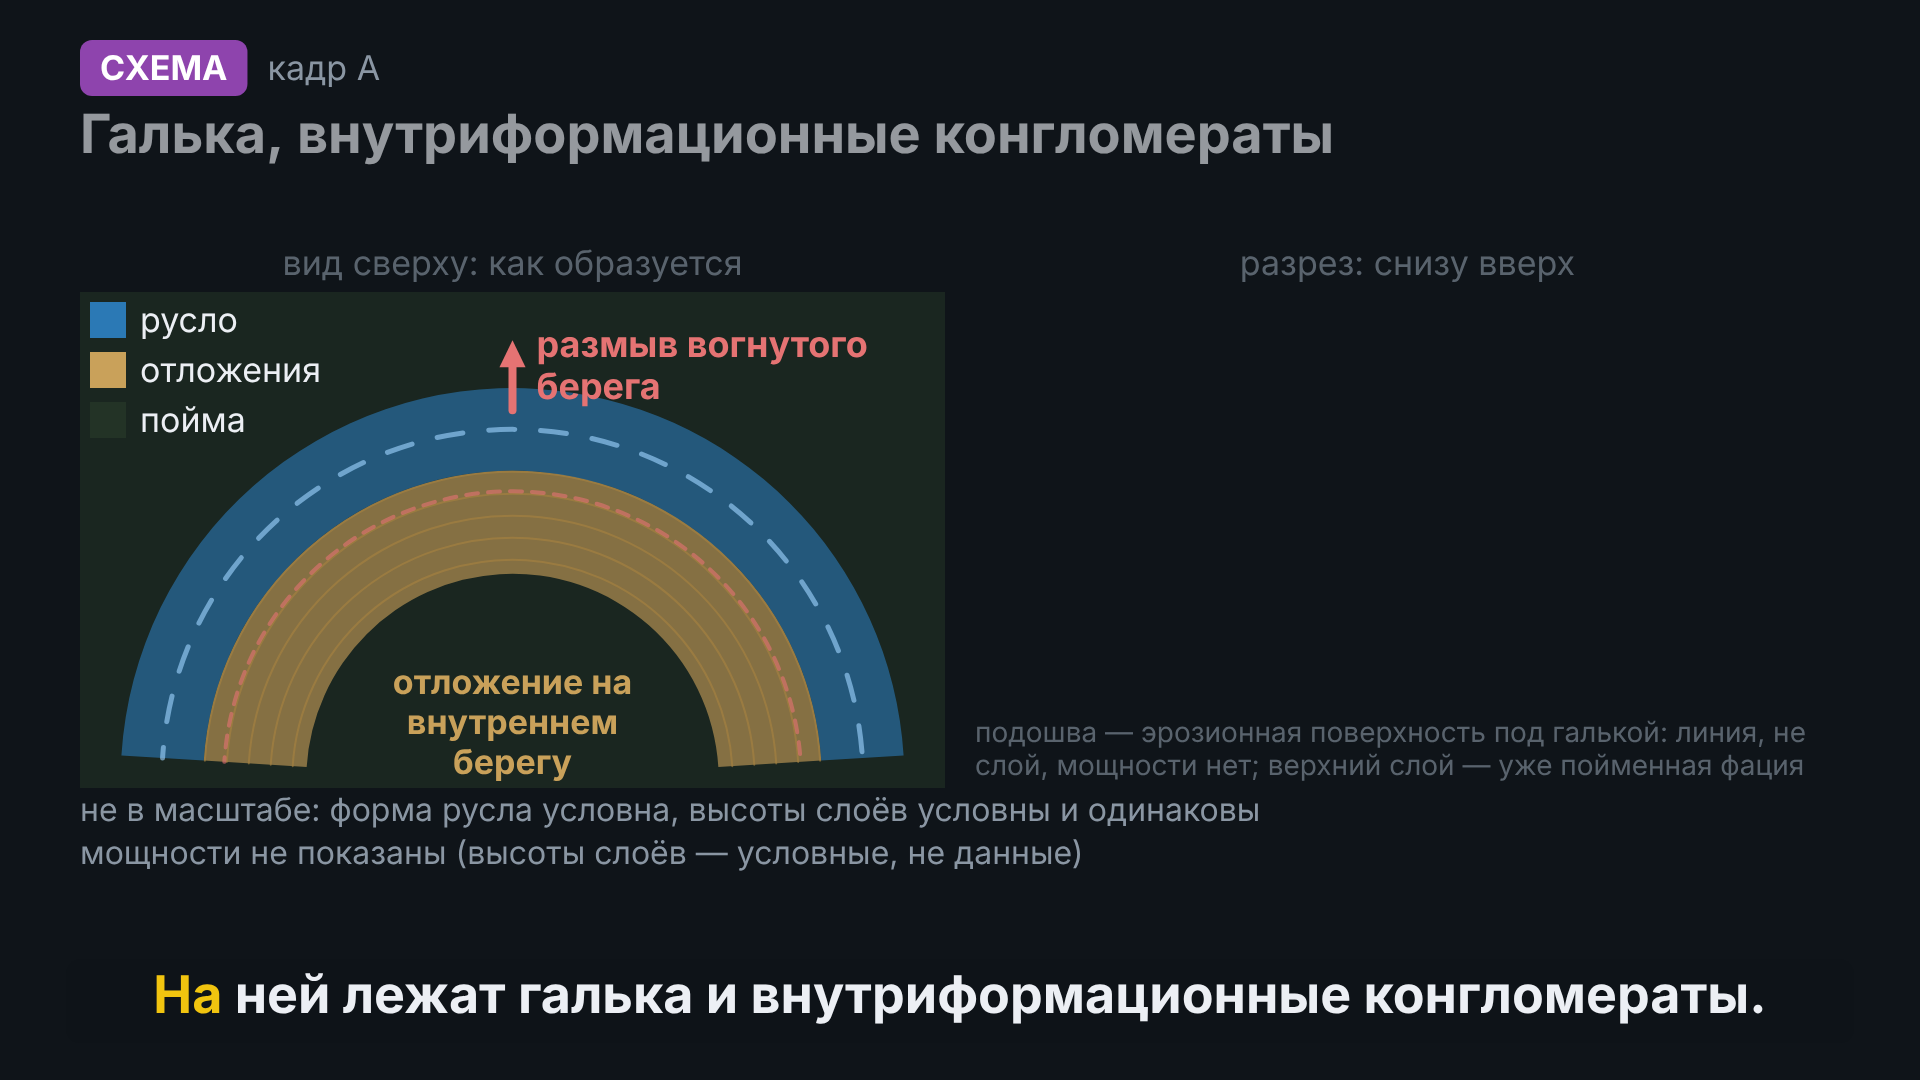 СХЕМА кадр А
Галька, внутриформационные конгломераты
вид сверху: как образуется
разрез: снизу вверх
русло
отложения
пойма
размыв вогнутого
берега
отложение на
внутреннем
берегу
подошва — эрозионная поверхность под галькой: линия, не
слой, мощности нет; верхний слой — уже пойменная фация
не в масштабе: форма русла условна, высоты слоёв условны и одинаковы
мощности не показаны (высоты слоёв — условные, не данные)
На ней лежат галька и внутриформационные конгломераты.